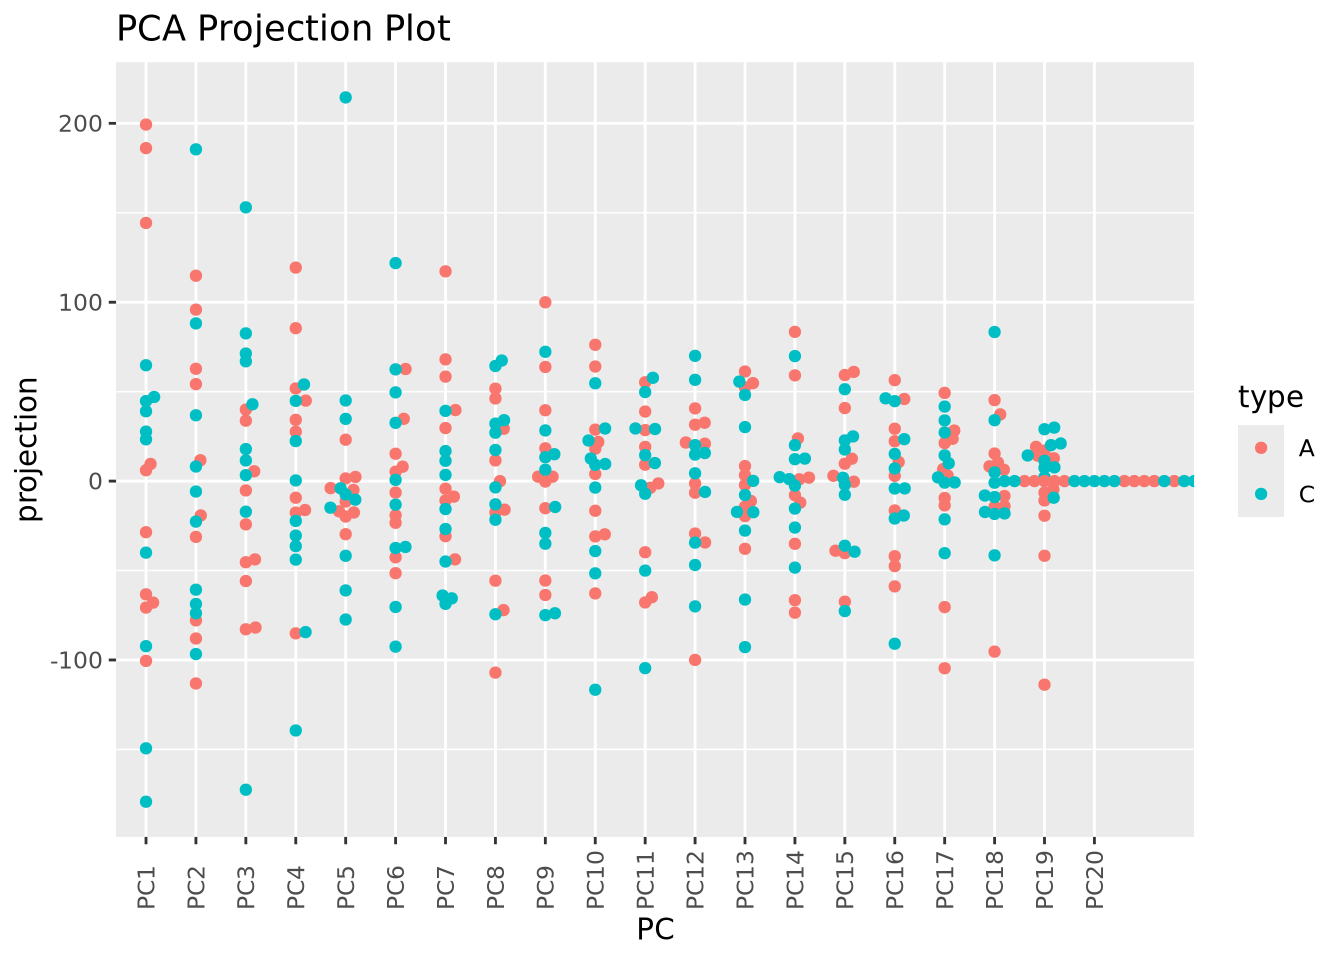 PCA Projection Plot
projection
200
100
0
-100
PC1
PC2
PC3
PC4
PC5
PC6
PC7
PC8
PC9
PC10
PC11
PC12
PC13
PC14
PC15
PC16
PC17
PC18
PC19
PC20
PC
type
A
C